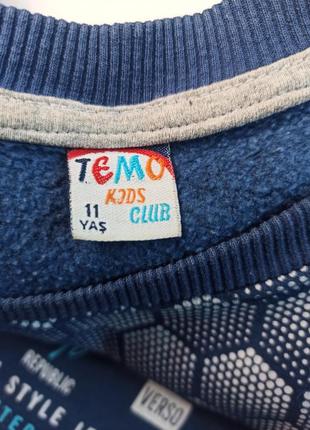 TEMO
KIDS
11 CLUB
YAŞ
REPUBLIC
STYLE
VERSO